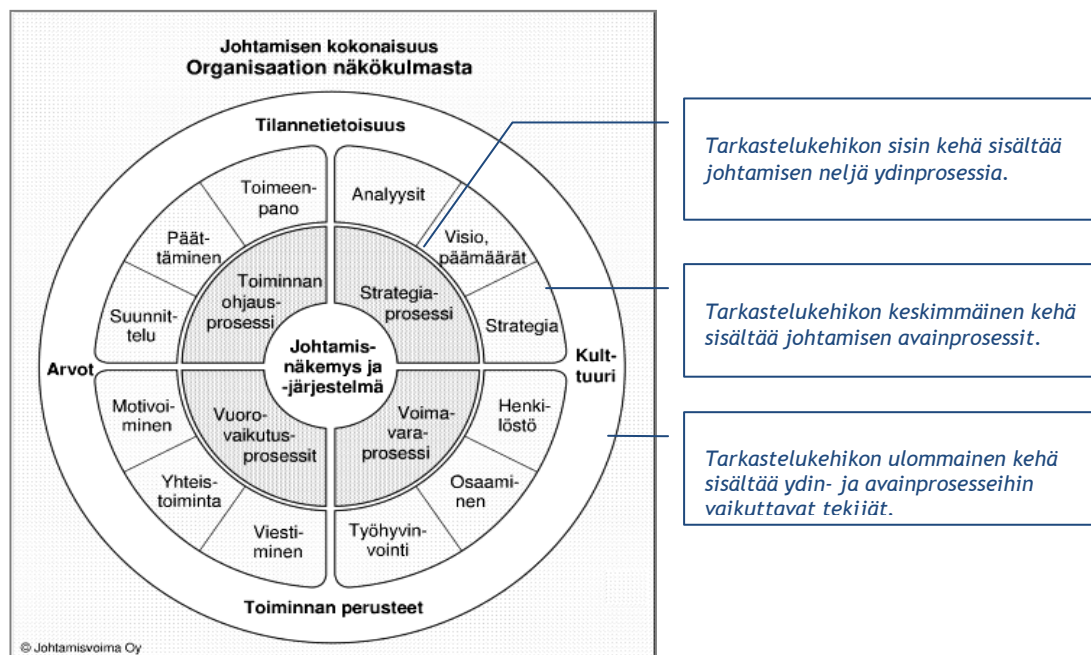 Johtamisen kokonaisuus
Organisaation näkökulmasta
Tilannetietoisuus
Toimeen-
pano
Analyysit
Päät-
täminen
Visio,
päämäärät
Suunnit-
telu
Toiminnan
ohjaus-
prosessi
Strategia-
prosessi
Strategia
Arvot
Johtamis-
näkemys ja
-järjestelmä
Kult-
tuuri
Motivoi-
minen
Vuoro-
vaikutus-
prosessit
Voima-
vara-
prosessi
Henki-
löstö
Yhteis-
toiminta
Osaami-
nen
Viesti-
minen
Työhyvin-
vointi
Toiminnan perusteet
© Johtamisvoima Oy
Tarkastelukehikon sisin kehä sisältää
johtamisen neljä ydinprosessia.
Tarkastelukehikon keskimmäinen kehä
sisältää johtamisen avainprosessit.
Tarkastelukehikon ulommainen kehä
sisältää ydin- ja avainprosesseihin
vaikuttavat tekijät.